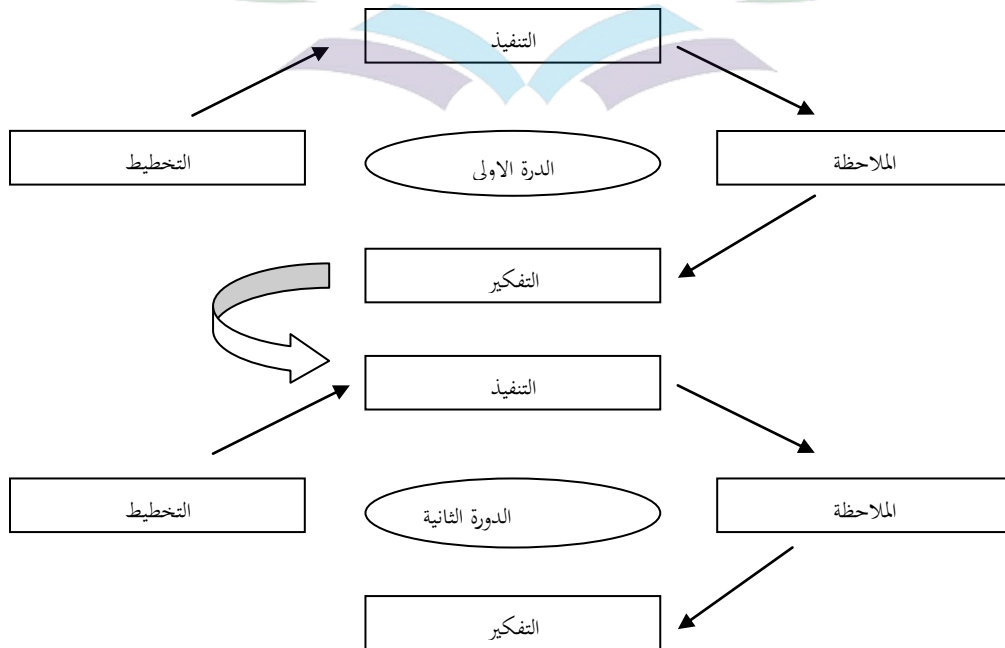 التنفيذ
الملاحظة
الدرة الاولى
التخطيط
التفكير
التنفيذ
الملاحظة
الدورة الثانية
التخطيط
التفكير